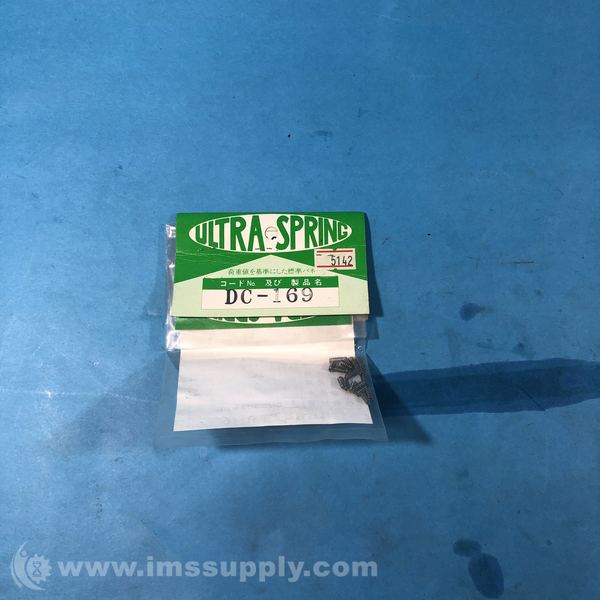 ULTRA SPRING
5142
荷重値を基準にした標準バネ
コードNo 及び 製品名
DC-169
www.imssupply.com